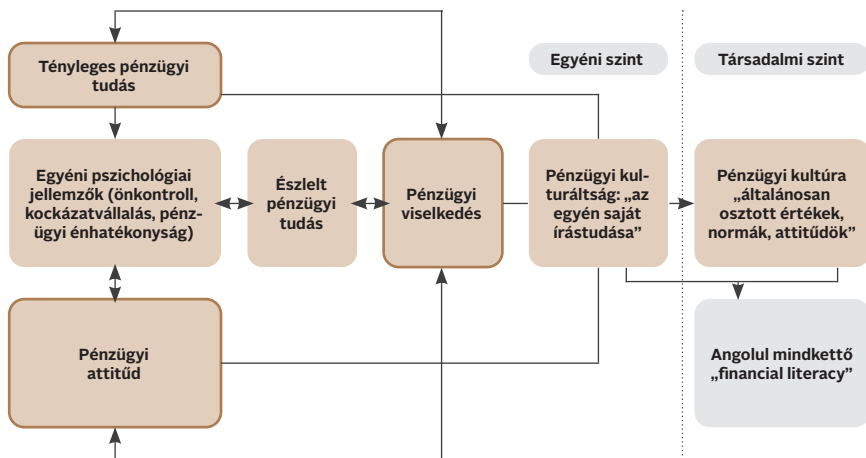 Tényleges pénzügyi
tudás
Egyéni szint
Társadalmi szint
Egyéni pszichológiai
jellemzők (önkontroll,
kockázatvállalás, pénz-
ügyi énhatékonyság)
Észlelt
pénzügyi
tudás
Pénzügyi
viselkedés
Pénzügyi kul-
turáltság: „az
egyén saját
írástudása”
Pénzügyi kultúra
„általánosan
osztott értékek,
normák, attitűdök”
Pénzügyi
attitűd
Angolul mindkettő
„financial literacy”